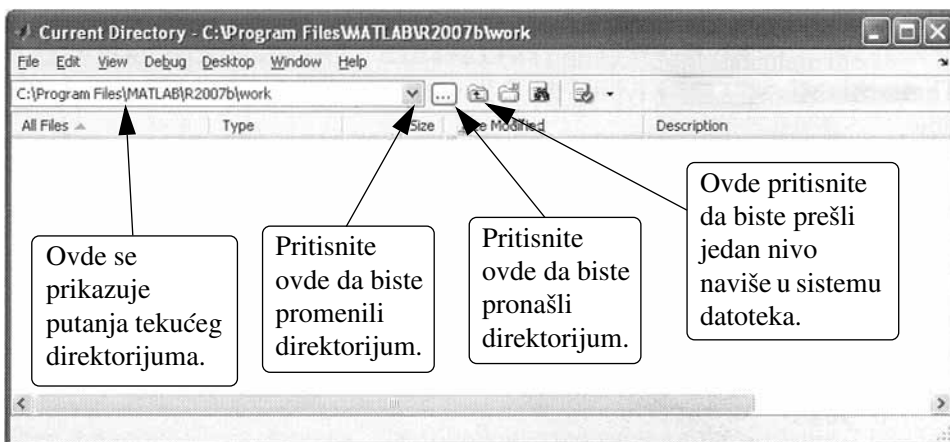 Current Directory - C:\Program Files\MATLAB\R2007b\work
File Edit View Debug Desktop Window Help
C:\Program Files\MATLAB\R2007b\work
All Files Type Size Modified Description
Ovde se
prikazuje
putanja tekućeg
direktorijuma.
Pritisnite
ovde da biste
promenili
direktorijum.
Pritisnite
ovde da biste
pronašli
direktorijum.
Ovde pritisnite
da biste prešli
jedan nivo
naviše u sistemu
datoteka.